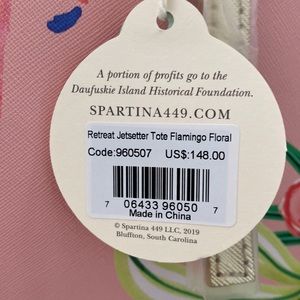 A portion of profits go to the
Daufuskie Island Historical Foundation.
SPARTINA449.COM
Retreat Jetsetter Tote Flamingo Floral
Code:960507 US$:148.00
7 06433 96050 7
Made in China
© Spartina 449 LLC, 2019
Bluffton, South Carolina